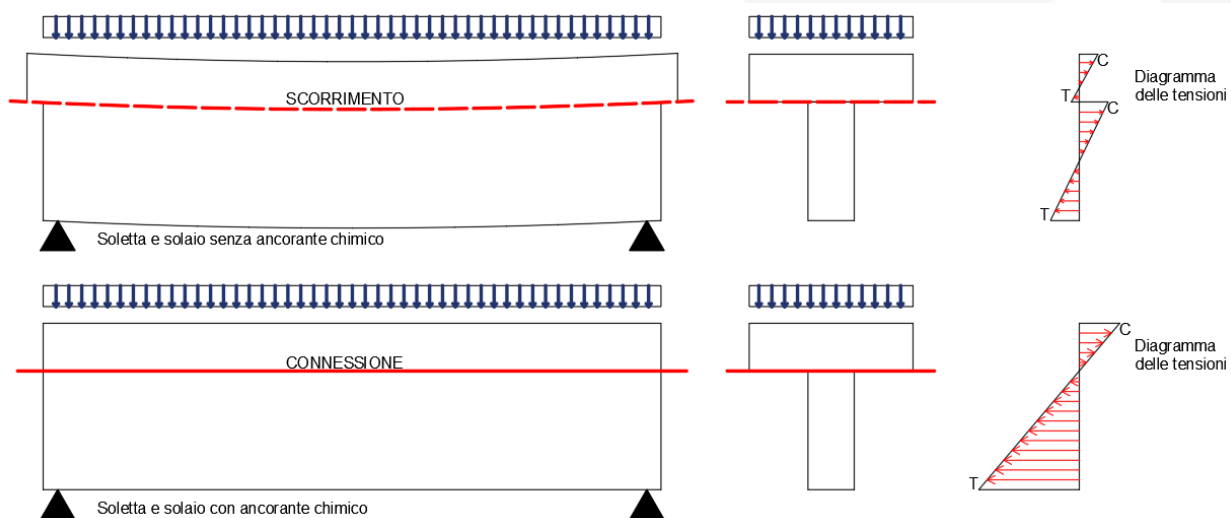 SCORRIMENTO
C
T
C
T
Diagramma
delle tensioni
Soletta e solaio senza ancorante chimico
CONNESSIONE
C
T
Diagramma
delle tensioni
Soletta e solaio con ancorante chimico